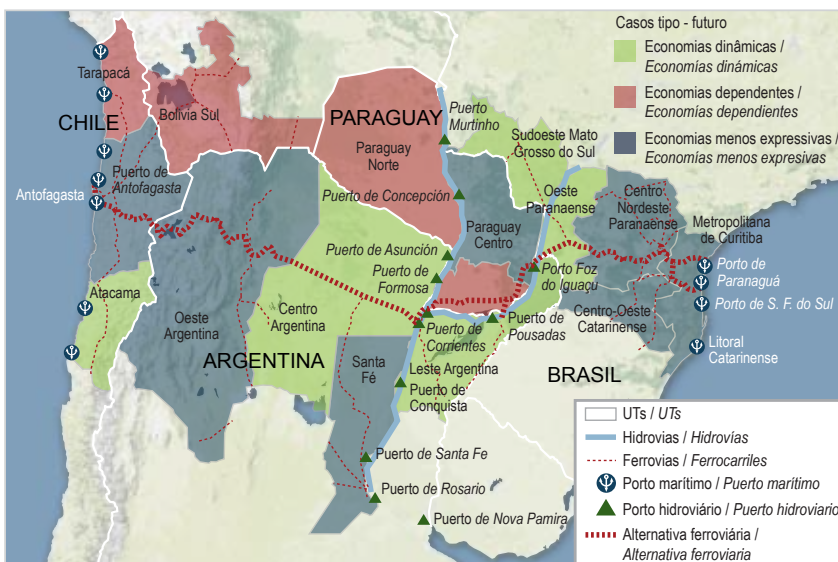 Casos tipo - futuro
Economias dinâmicas /
Economías dinámicas
Economias dependentes /
Economías dependientes
Economias menos expressivas /
Economías menos expresivas
Tarapacá
CHILE
Bolivia Sul
PARAGUAY
Paraguay
Norte
Puerto
Murtinho
Sudoeste Mato
Grosso do Sul
Puerto de
Antofagasta
Antofagasta
Puerto de Concepción
Oeste
Paranaense
Centro
Nordeste
Paranaense
Metropolitana
de Curitiba
Paraguay
Centro
Puerto de Asunción
Puerto de
Formosa
Porto Foz
do Iguaçu
Porto de
Paranaguá
Porto de S. F. do Sul
Atacama
Oeste
Argentina
Centro
Argentina
Puerto de
Corrientes
Puerto de
Pousadas
Centro-Oéste
Catarinense
Litoral
Catarinense
ARGENTINA
Santa
Fé
Leste Argentina
Puerto de
Conquista
BRASIL
Puerto de Santa Fe
Puerto de Rosario
Puerto de Nova Pamira
UTs / UTs
Hidrovias / Hidrovías
Ferrovias / Ferrocarriles
Porto marítimo / Puerto marítimo
Porto hidroviário / Puerto hidroviario
Alternativa ferroviária /
Alternativa ferroviaria